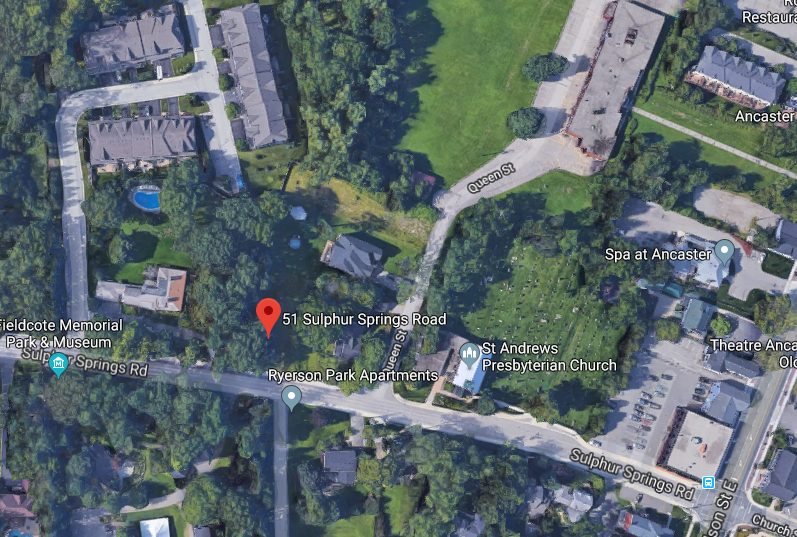 Restaura
Ancaster
Queen St
Spa at Ancaster
51 Sulphur Springs Road
fieldcote Memorial
Park & Museum
Sulphur Springs Rd
Queen St
St Andrews
Presbyterian Church
Theatre Anca
Ol
Ryerson Park Apartments
Sulphur Springs Rd
son St E
Church S